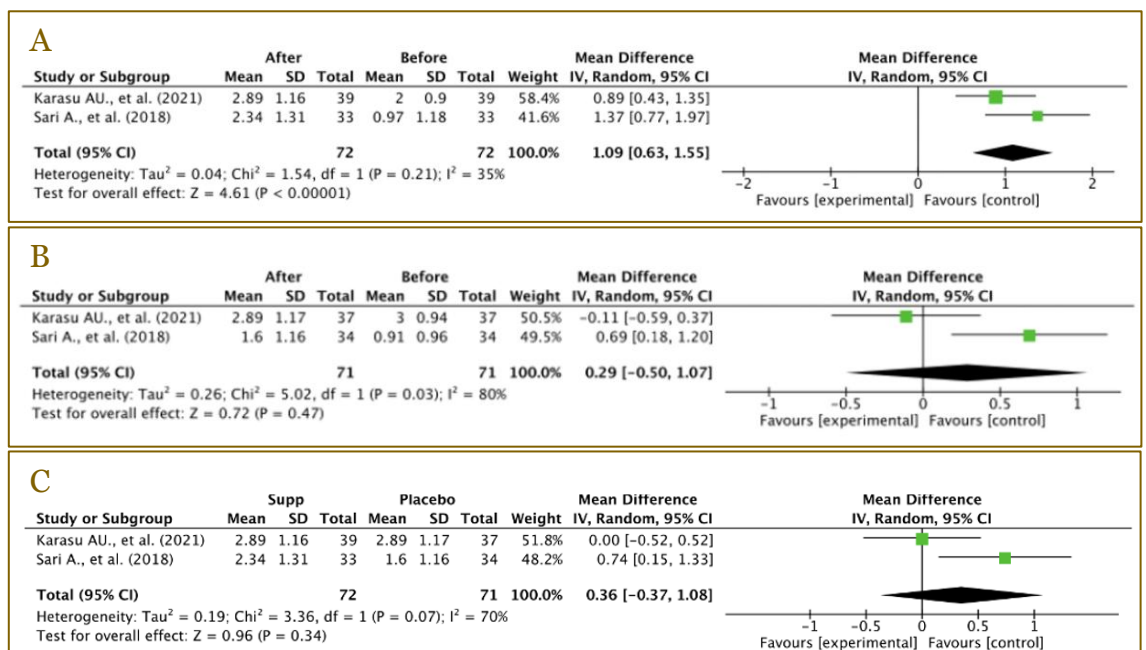 A
After Before Mean Difference Mean Difference
Study or Subgroup Mean SD Total Mean SD Total Weight IV, Random, 95% CI IV, Random, 95% CI
Karasu AU., et al. (2021) 2.89 1.16 39 2 0.9 39 58.4% 0.89 [0.43, 1.35]
Sari A., et al. (2018) 2.34 1.31 33 0.97 1.18 33 41.6% 1.37 [0.77, 1.97]
Total (95% CI) 72 72 100.0% 1.09 [0.63, 1.55]
Heterogeneity: Tau² = 0.04; Chi² = 1.54, df = 1 (P = 0.21); I² = 35%
Test for overall effect: Z = 4.61 (P < 0.00001)
-2 -1 0 1 2
Favours [experimental] Favours [control]
B
After Before Mean Difference Mean Difference
Study or Subgroup Mean SD Total Mean SD Total Weight IV, Random, 95% CI IV, Random, 95% CI
Karasu AU., et al. (2021) 2.89 1.17 37 3 0.94 37 50.5% -0.11 [-0.59, 0.37]
Sari A., et al. (2018) 1.6 1.16 34 0.91 0.96 34 49.5% 0.69 [0.18, 1.20]
Total (95% CI) 71 71 100.0% 0.29 [-0.50, 1.07]
Heterogeneity: Tau² = 0.26; Chi² = 5.02, df = 1 (P = 0.03); I² = 80%
Test for overall effect: Z = 0.72 (P = 0.47)
-1 -0.5 0 0.5 1
Favours [experimental] Favours [control]
C
Supp Placebo Mean Difference Mean Difference
Study or Subgroup Mean SD Total Mean SD Total Weight IV, Random, 95% CI IV, Random, 95% CI
Karasu AU., et al. (2021) 2.89 1.16 39 2.89 1.17 37 51.8% 0.00 [-0.52, 0.52]
Sari A., et al. (2018) 2.34 1.31 33 1.6 1.16 34 48.2% 0.74 [0.15, 1.33]
Total (95% CI) 72 71 100.0% 0.36 [-0.37, 1.08]
Heterogeneity: Tau² = 0.19; Chi² = 3.36, df = 1 (P = 0.07); I² = 70%
Test for overall effect: Z = 0.96 (P = 0.34)
-1 -0.5 0 0.5 1
Favours [experimental] Favours [control]